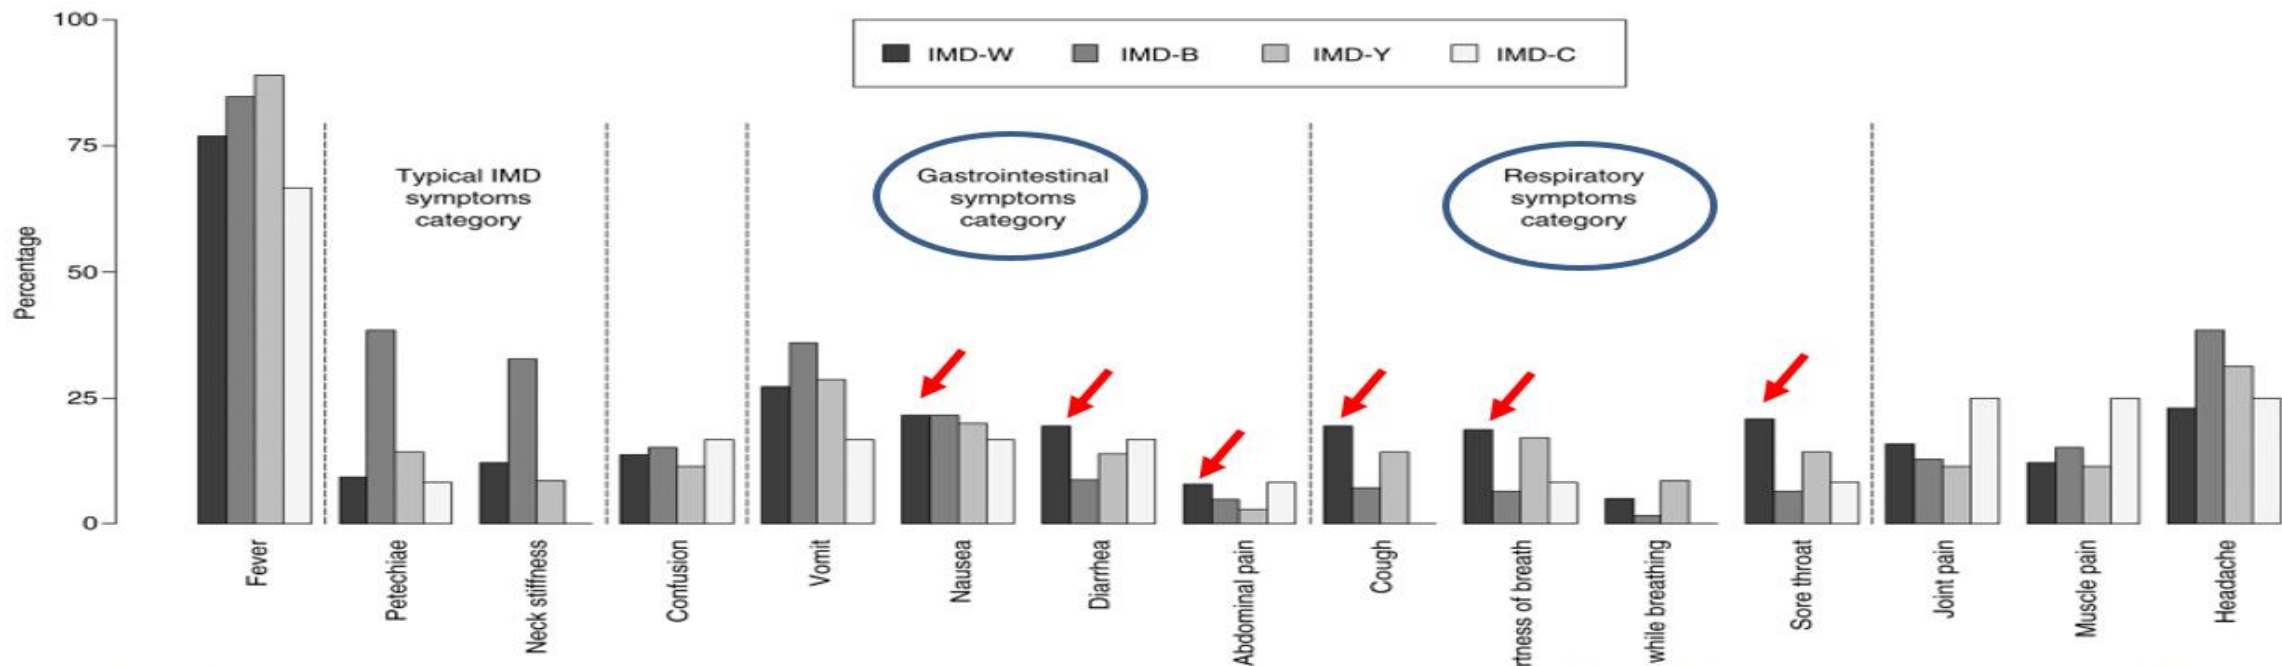 100
75
50
25
0
Percentage
IMD-W IMD-B IMD-Y IMD-C
Typical IMD
symptoms
category
Gastrointestinal
symptoms
category
Respiratory
symptoms
category
Fever
Petechiae
Neck stiffness
Confusion
Vomit
Nausea
Diarrhea
Abdominal pain
Cough
rtness of breath
while breathing
Sore throat
Joint pain
Muscle pain
Headache